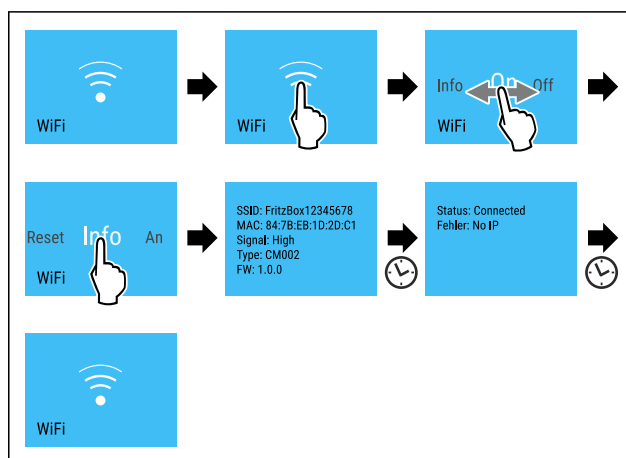 WiFi
WiFi
Info On Off
WiFi
Reset Info An
WiFi
SSID: FritzBox12345678
MAC: 84:7B:EB:1D:2D:C1
Signal: High
Type: CM002
FW: 1.0.0
Status: Connected
Fehler: No IP
WiFi